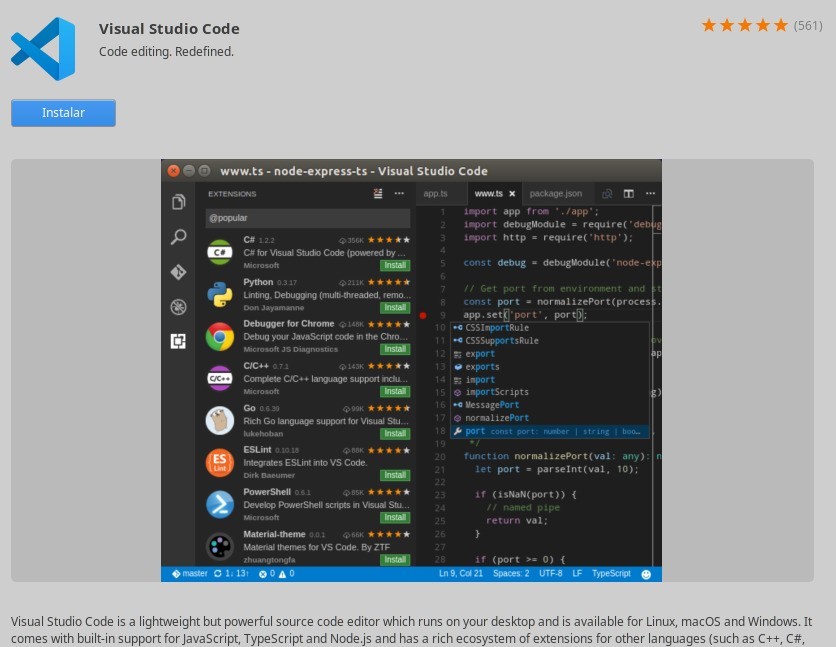 Visual Studio Code
Code editing. Redefined.
(561)
Instalar
www.ts - node-express-ts - Visual Studio Code
EXTENSIONS
@popular
C# 1.2.2 356K
C# for Visual Studio Code (powered by ...
Microsoft Install
Python 0.3.17 211K
Linting, Debugging (multi-threaded, remo...
Don Jayamanne Install
Debugger for Chrome 148K
Debug your JavaScript code in the Chro...
Microsoft JS Diagnostics Install
C/C++ 0.7.1 143K
Complete C/C++ language support inclu...
Microsoft Install
Go 0.6.39 99K
Rich Go language support for Visual Stu...
lukehoban Install
ESLint 0.10.18 88K
Integrates ESLint into VS Code.
Dirk Baeumer Install
PowerShell 0.6.1 85K
Develop PowerShell scripts in Visual Stu...
Microsoft Install
Material-theme 0.0.1 66K
Material themes for VS Code. By ZTF
zhuangtongfa Install
app.ts www.ts package.json
1 import app from './app';
2 import debugModule = require('debug
3 import http = require('http');
4
5 const debug = debugModule('node-exp
6
7 // Get port from environment and st
8 const port = normalizePort(process.
9 app.set('port', port);
10 CSSImportRule
11 CSSSupportsRule
12 export
13 exports
14 import
15 importScripts
16 MessagePort
17 normalizePort
18 port const port: number | string | boo...
19 */
20 function normalizePort(val: any): n
21 let port = parseInt(val, 10);
22
23 if (isNaN(port)) {
24 // named pipe
25 return val;
26 }
27
28 if (port >= 0) {
master 1↓ 13↑ 0 0 Ln 9, Col 21 Spaces: 2 UTF-8 LF TypeScript
Visual Studio Code is a lightweight but powerful source code editor which runs on your desktop and is available for Linux, macOS and Windows. It
comes with built-in support for JavaScript, TypeScript and Node.js and has a rich ecosystem of extensions for other languages (such as C++, C#,